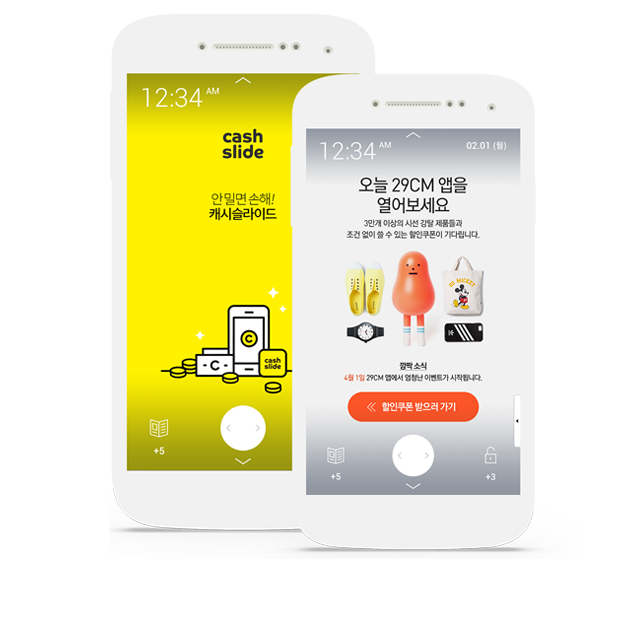 12:34 AM
cash
slide
안 밀면 손해!
캐시슬라이드
C
C
cash
slide
+5
12:34 AM
02.01 (월)
오늘 29CM 앱을
열어보세요
3만개 이상의 시선 강탈 제품들과
조건 없이 쓸 수 있는 할인쿠폰이 기다립니다.
GO MICKEY
깜짝 소식
4월 1일 29CM 앱에서 엄청난 이벤트가 시작됩니다.
할인쿠폰 받으러 가기
+5
+3